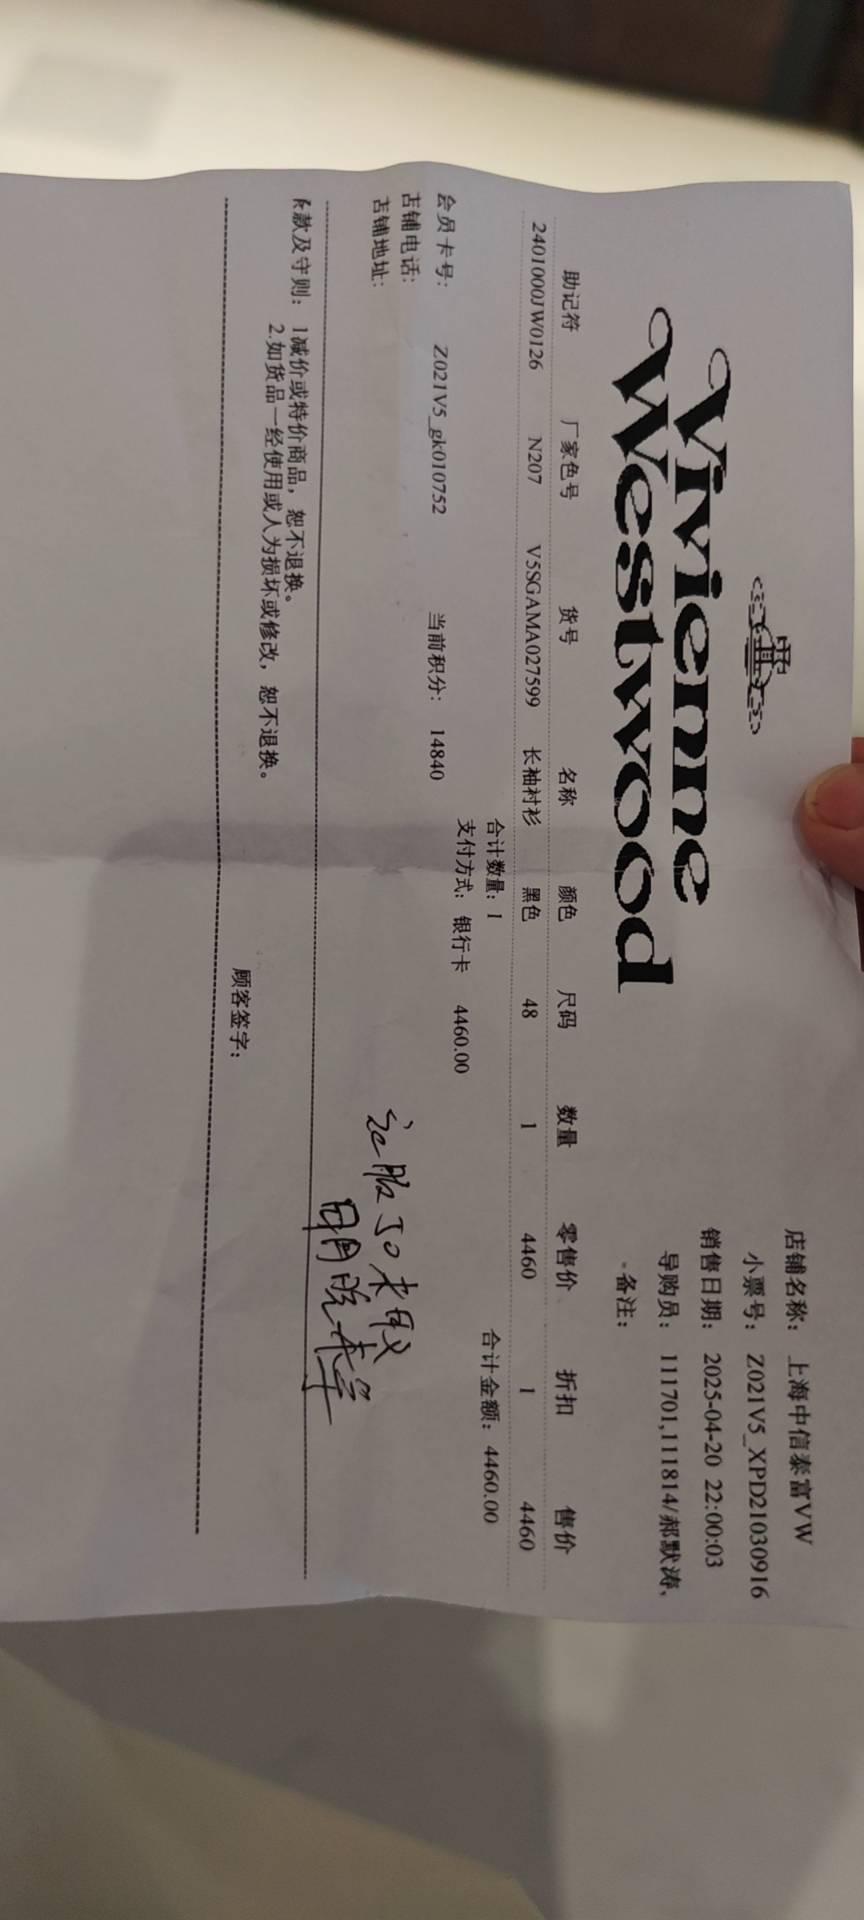 Vivienne
Westwood
店铺名称: 上海中信泰富VW
小票号: Z021V5_XPD21030916
销售日期: 2025-04-20 22:00:03
导购员: 111701,111814/郝默涛,
备注:
助记符 厂家色号 货号 名称 颜色 尺码 数量 零售价 折扣 售价
2401000JW0126 N207 V5SGAMA027599 长袖衬衫 黑色 48 1 4460 1 4460
合计数量: 1 合计金额: 4460.00
支付方式: 银行卡 4460.00
会员卡号: Z021V5_gk010752 当前积分: 14840
店铺电话:
店铺地址:
衣服 未取
明
条款及守则: 1减价或特价商品, 恕不退换。
2.如货品一经使用或人为损坏或修改, 恕不退换。
顾客签字: